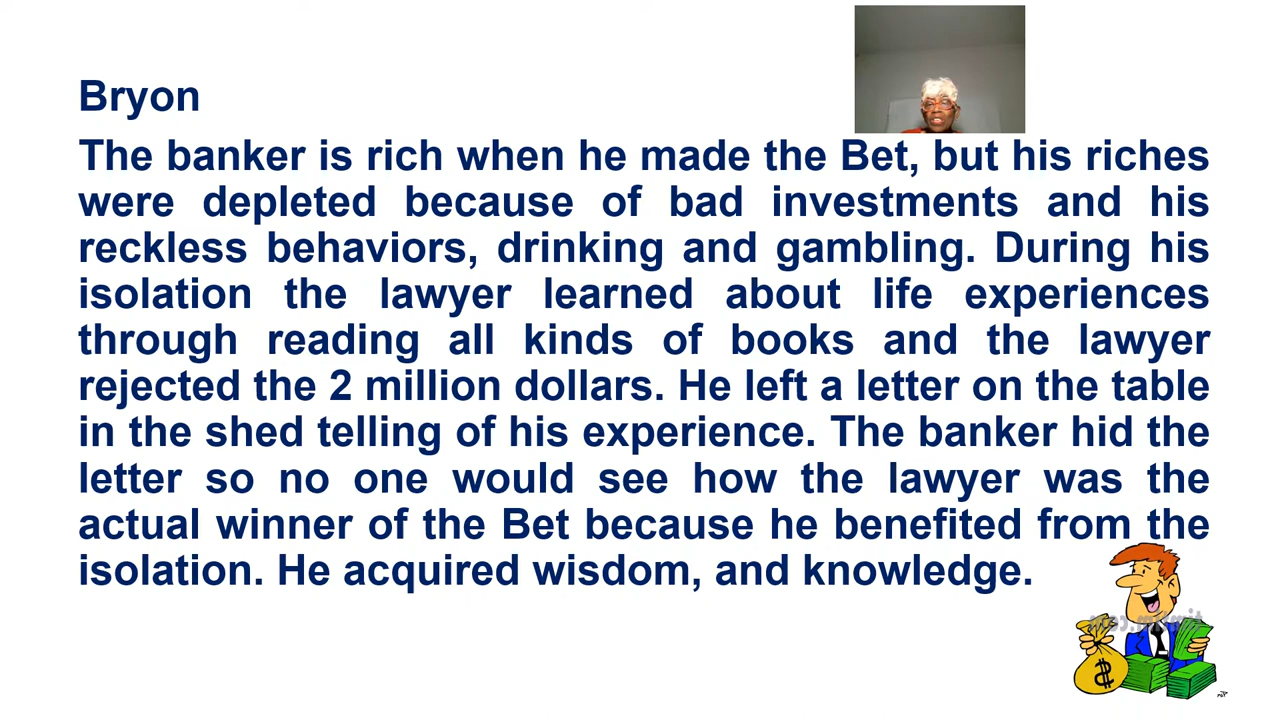 Bryon
The banker is rich when he made the Bet, but his riches
were depleted because of bad investments and his
reckless behaviors, drinking and gambling. During his
isolation the lawyer learned about life experiences
through reading all kinds of books and the lawyer
rejected the 2 million dollars. He left a letter on the table
in the shed telling of his experience. The banker hid the
letter so no one would see how the lawyer was the
actual winner of the Bet because he benefited from the
isolation. He acquired wisdom, and knowledge.
$